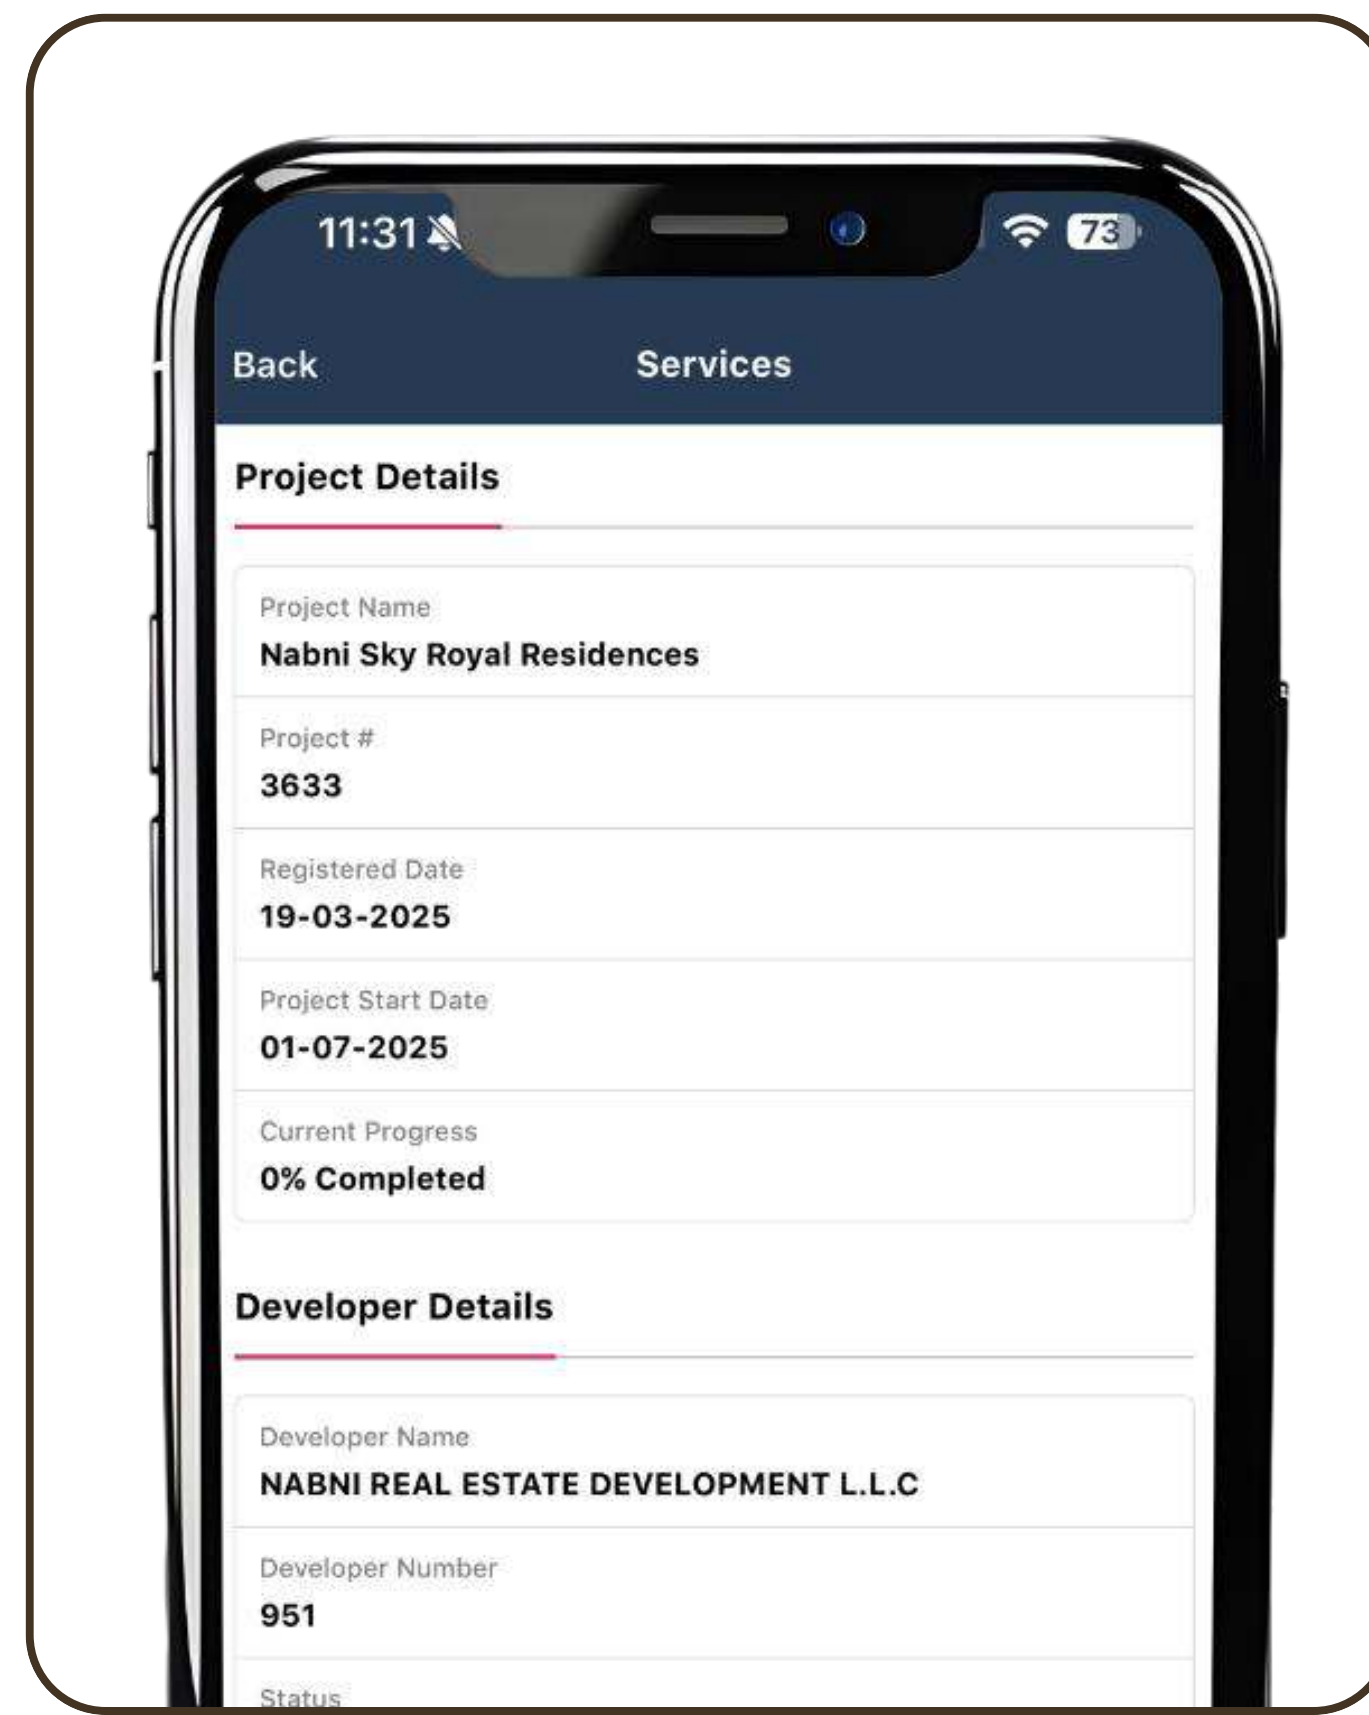 11:31
73
Back
Services
Project Details
Project Name
Nabni Sky Royal Residences
Project #
3633
Registered Date
19-03-2025
Project Start Date
01-07-2025
Current Progress
0% Completed
Developer Details
Developer Name
NABNI REAL ESTATE DEVELOPMENT L.L.C
Developer Number
951
Status